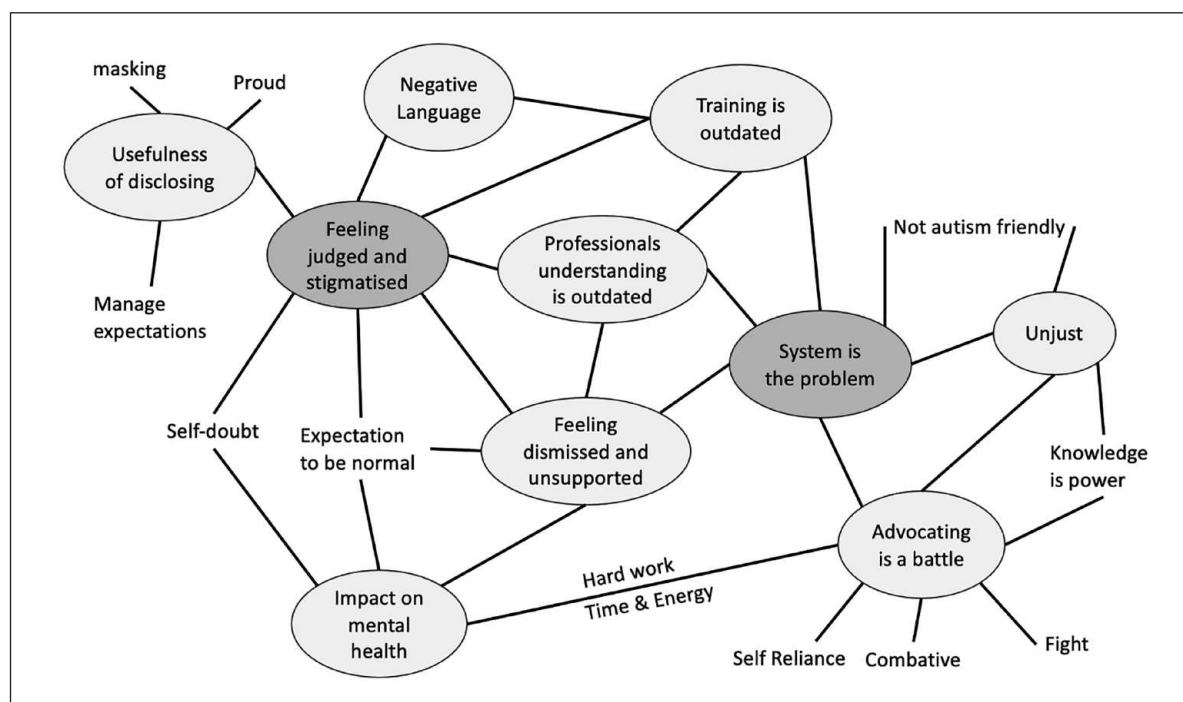 masking
Proud
Negative
Language
Training is
outdated
Usefulness
of disclosing
Feeling
judged and
stigmatised
Professionals
understanding
is outdated
Not autism friendly
Manage
expectations
System is
the problem
Unjust
Self-doubt
Expectation
to be normal
Feeling
dismissed and
unsupported
Knowledge
is power
Advocating
is a battle
Hard work
Time & Energy
Impact on
mental
health
Self Reliance
Combative
Fight